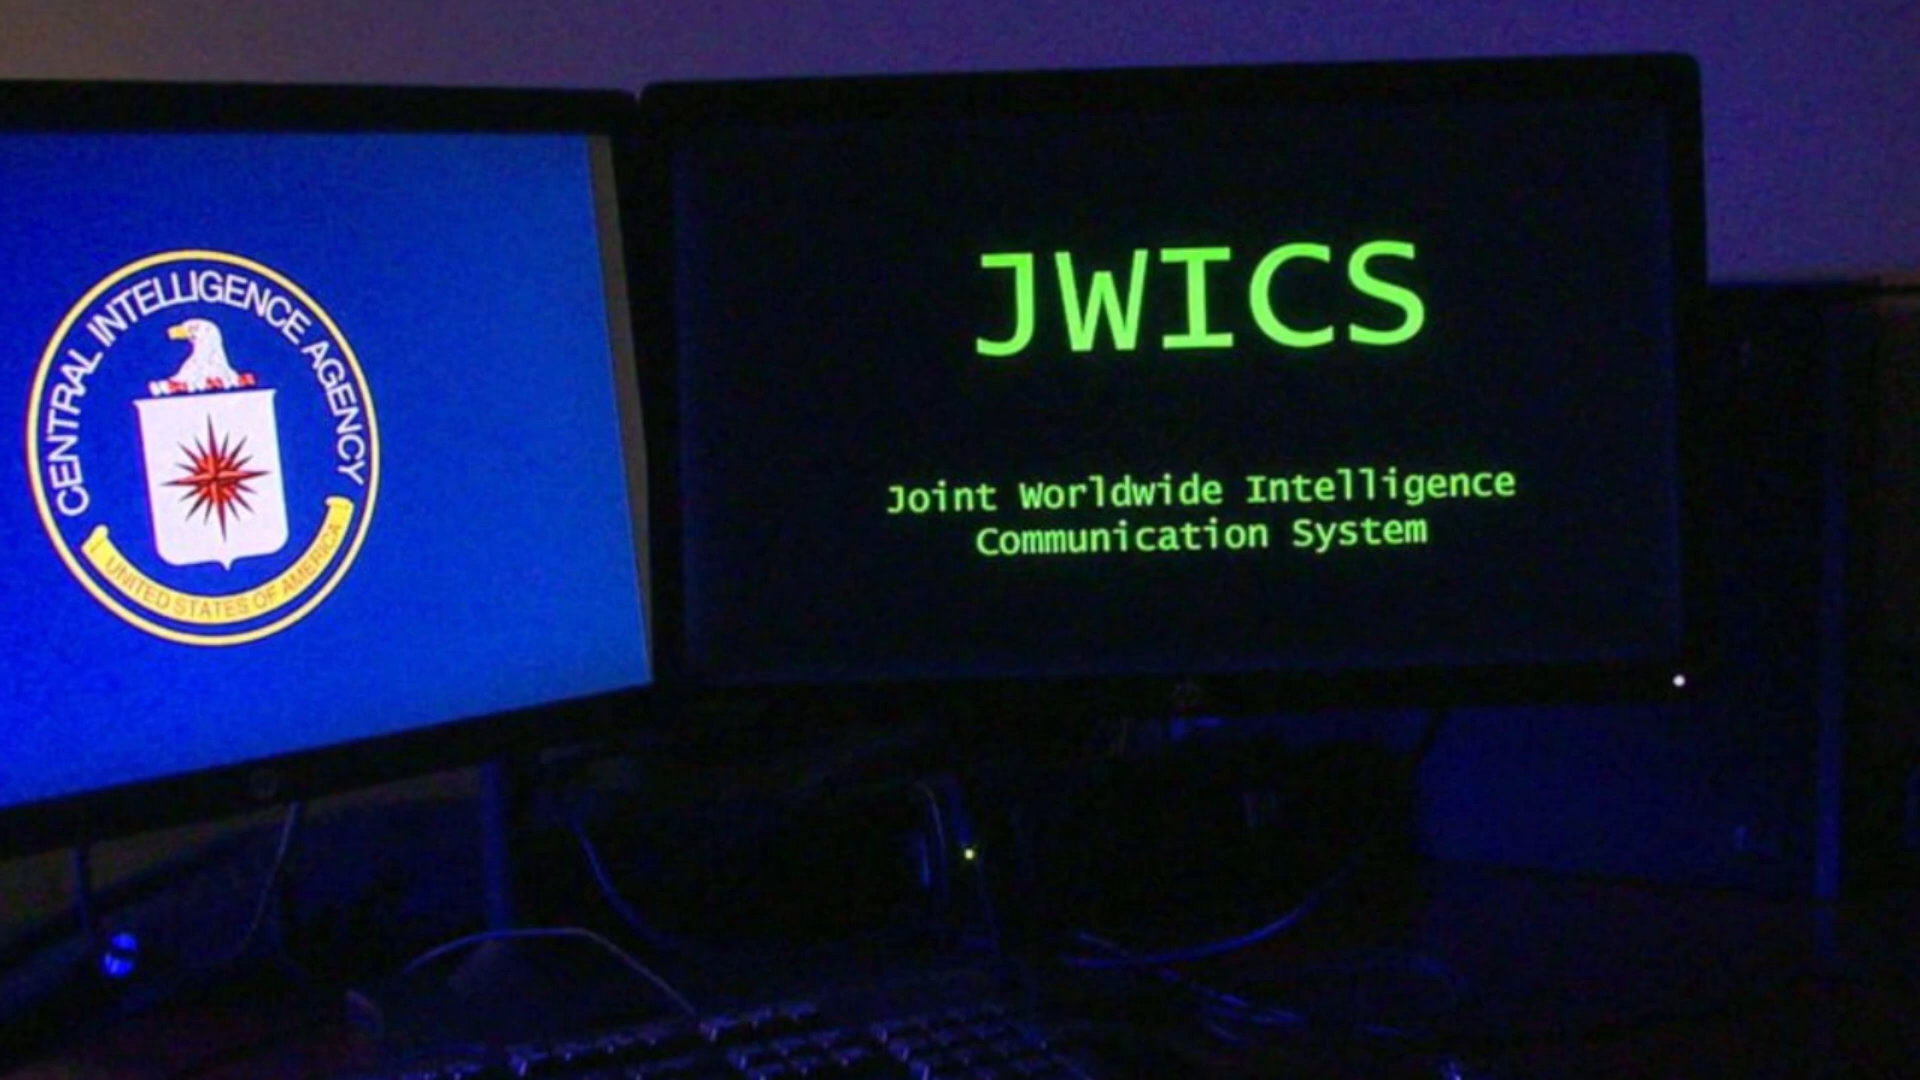 CENTRAL INTELLIGENCE AGENCY
UNITED STATES OF AMERICA
JWICS
Joint Worldwide Intelligence
Communication System